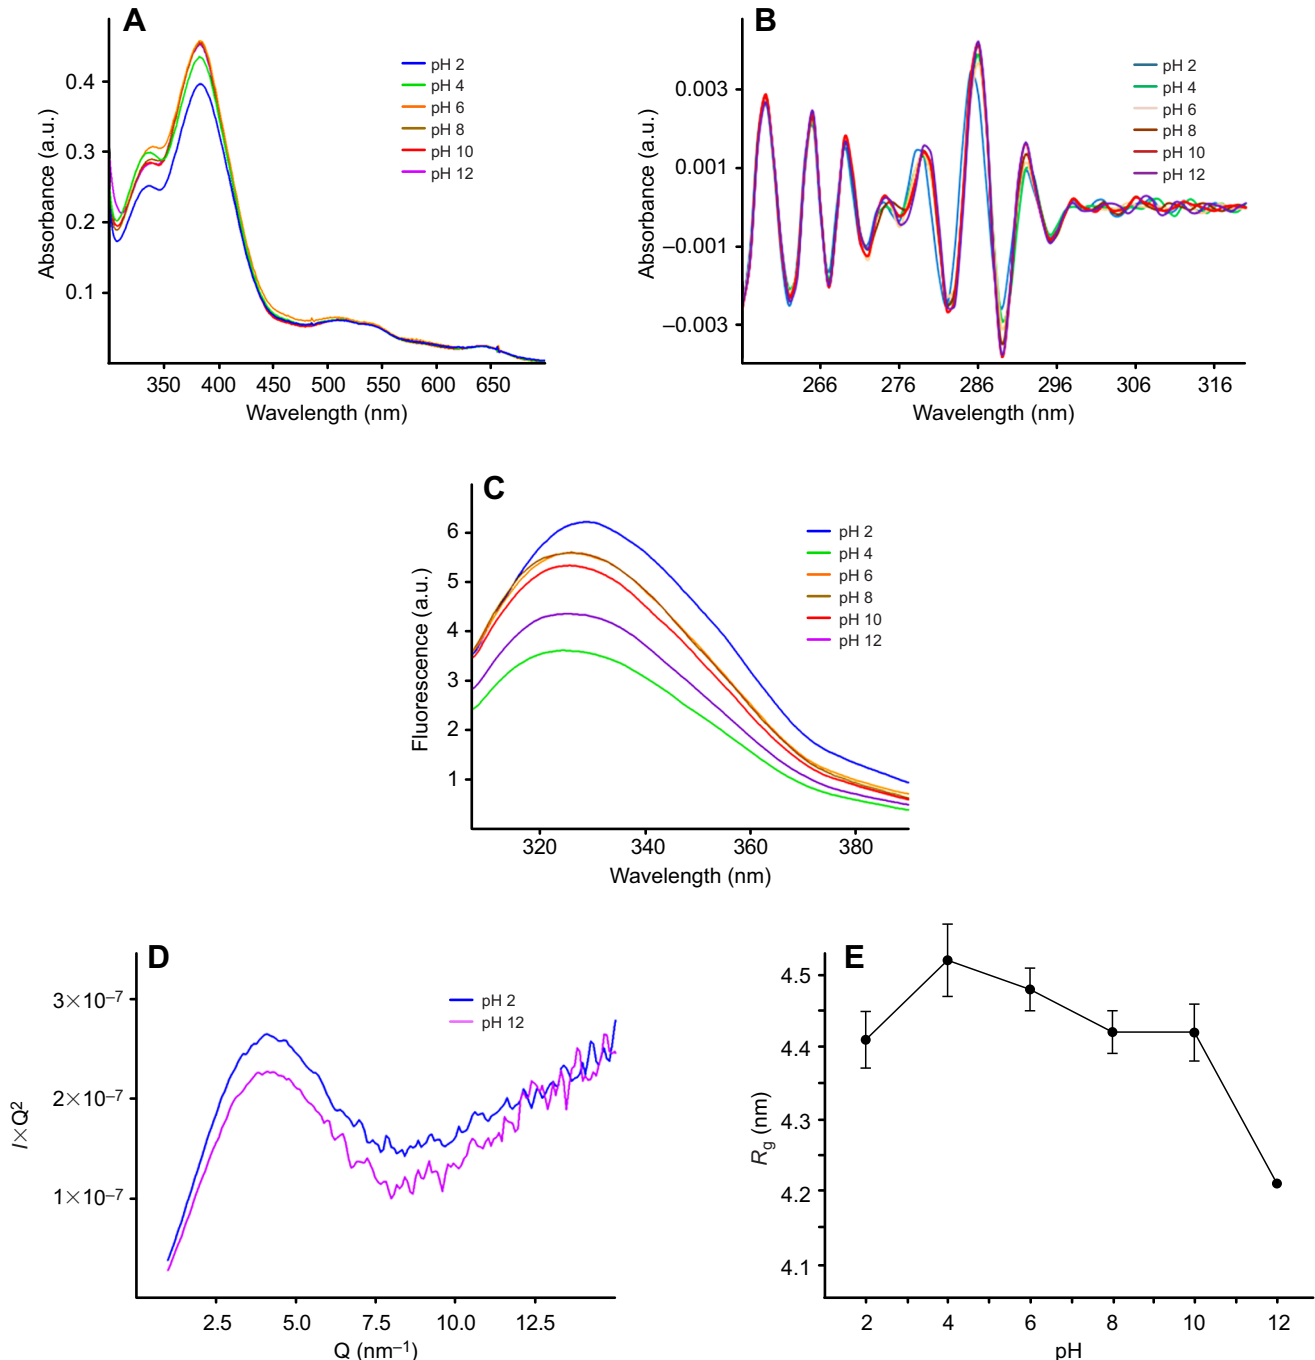 A
Absorbance (a.u.)
0.4
0.3
0.2
0.1
350 400 450 500 550 600 650
Wavelength (nm)
pH 2
pH 4
pH 6
pH 8
pH 10
pH 12
B
Absorbance (a.u.)
0.003
0.001
–0.001
–0.003
266 276 286 296 306 316
Wavelength (nm)
pH 2
pH 4
pH 6
pH 8
pH 10
pH 12
C
Fluorescence (a.u.)
6
5
4
3
2
1
320 340 360 380
Wavelength (nm)
pH 2
pH 4
pH 6
pH 8
pH 10
pH 12
D
I×Q²
3×10⁻⁷
2×10⁻⁷
1×10⁻⁷
2.5 5.0 7.5 10.0 12.5
Q (nm⁻¹)
pH 2
pH 12
E
Rg (nm)
4.5
4.4
4.3
4.2
4.1
2 4 6 8 10 12
pH